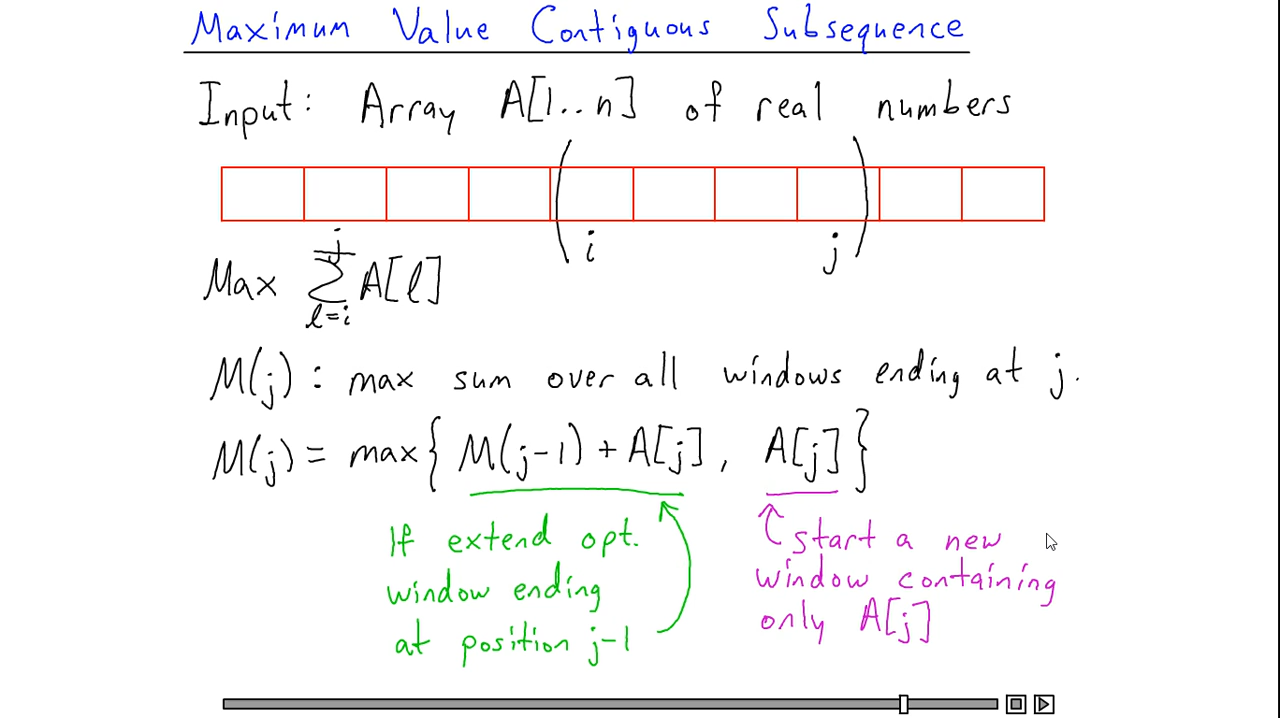 Maximum Value Contiguous Subsequence
Input: Array A[1..n] of real numbers
i j
Max ∑_{l=i}^{j} A[l]
M(j): max sum over all windows ending at j.
M(j) = max{ M(j-1) + A[j], A[j] }
If extend opt.
window ending
at position j-1
start a new
window containing
only A[j]